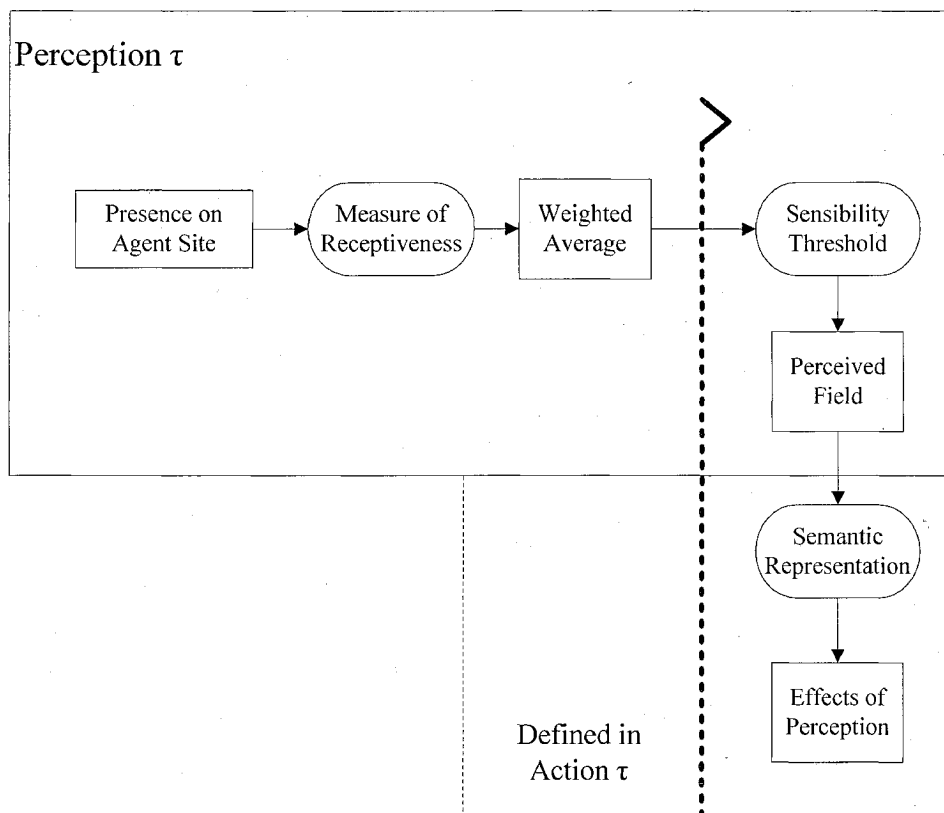 Perception τ
Presence on
Agent Site
Measure of
Receptiveness
Weighted
Average
Sensibility
Threshold
Perceived
Field
Semantic
Representation
Effects of
Perception
Defined in
Action τ